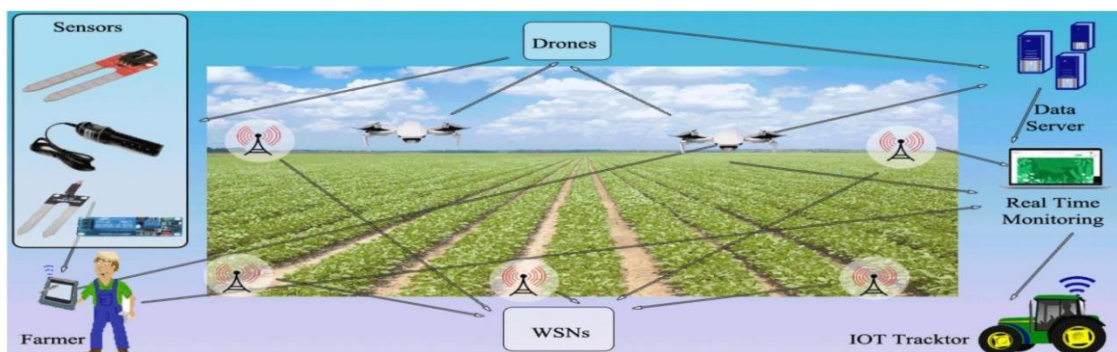 Sensors
Drones
Data
Server
Real Time
Monitoring
Farmer
WSNs
IOT Tracktor